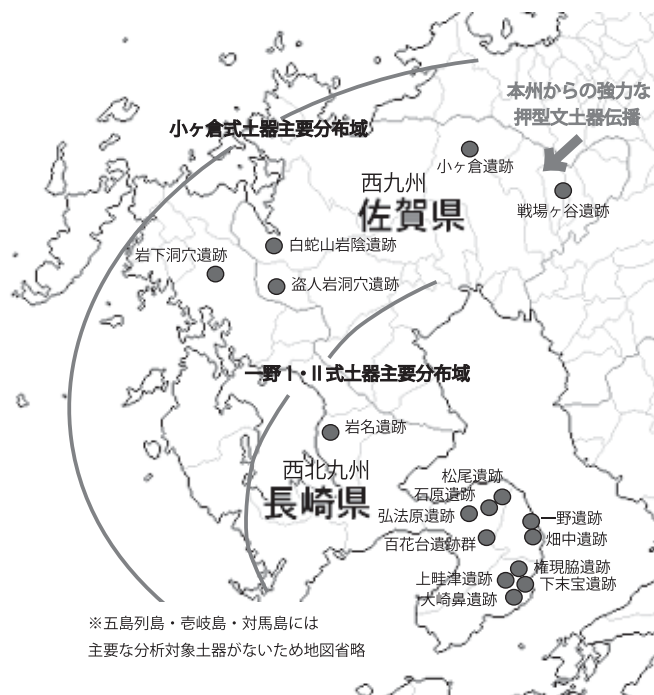 本州からの強力な
押型文土器伝播
小ヶ倉式土器主要分布域
小ヶ倉遺跡
西九州
佐賀県
戦場ヶ谷遺跡
白蛇山岩陰遺跡
岩下洞穴遺跡
盗人岩洞穴遺跡
一野Ⅰ・Ⅱ式土器主要分布域
岩名遺跡
西北九州
長崎県
松尾遺跡
石原遺跡
弘法原遺跡
一野遺跡
百花台遺跡群
畑中遺跡
権現脇遺跡
上畦津遺跡
下末宝遺跡
大崎鼻遺跡
※五島列島・壱岐島・対馬島には
主要な分析対象土器がないため地図省略